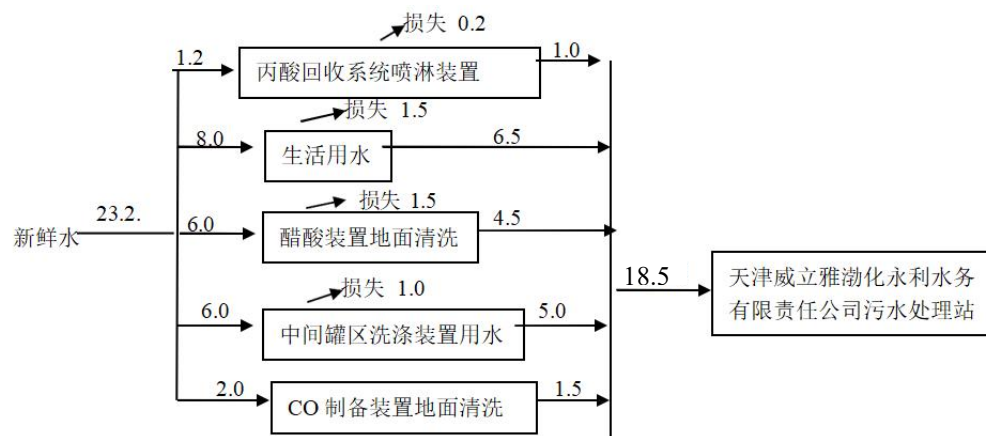 损失 0.2
1.2
丙酸回收系统喷淋装置
1.0
损失 1.5
8.0
生活用水
6.5
损失 1.5
新鲜水
23.2.
6.0
醋酸装置地面清洗
4.5
损失 1.0
6.0
中间罐区洗涤装置用水
5.0
2.0
CO 制备装置地面清洗
1.5
18.5
天津威立雅渤化永利水务
有限责任公司污水处理站